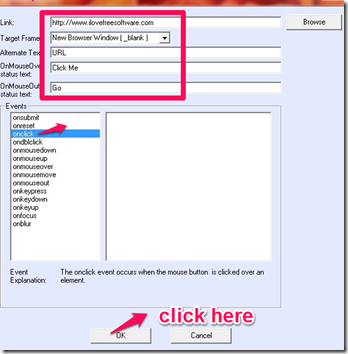 Link: http://www.ilovefreesoftware.com Browse
Target Frame New Browser Window ( _blank )
Alternate Text URL
OnMouseOver status text: Click Me
OnMouseOut status text: Go
Events
onsubmit
onreset
onclick
ondblclick
onmousedown
onmouseup
onmouseover
onmousemove
onmouseout
onkeypress
onkeydown
onkeyup
onfocus
onblur
Event Explanation: The onclick event occurs when the mouse button is clicked over an element.
click here
OK Cancel